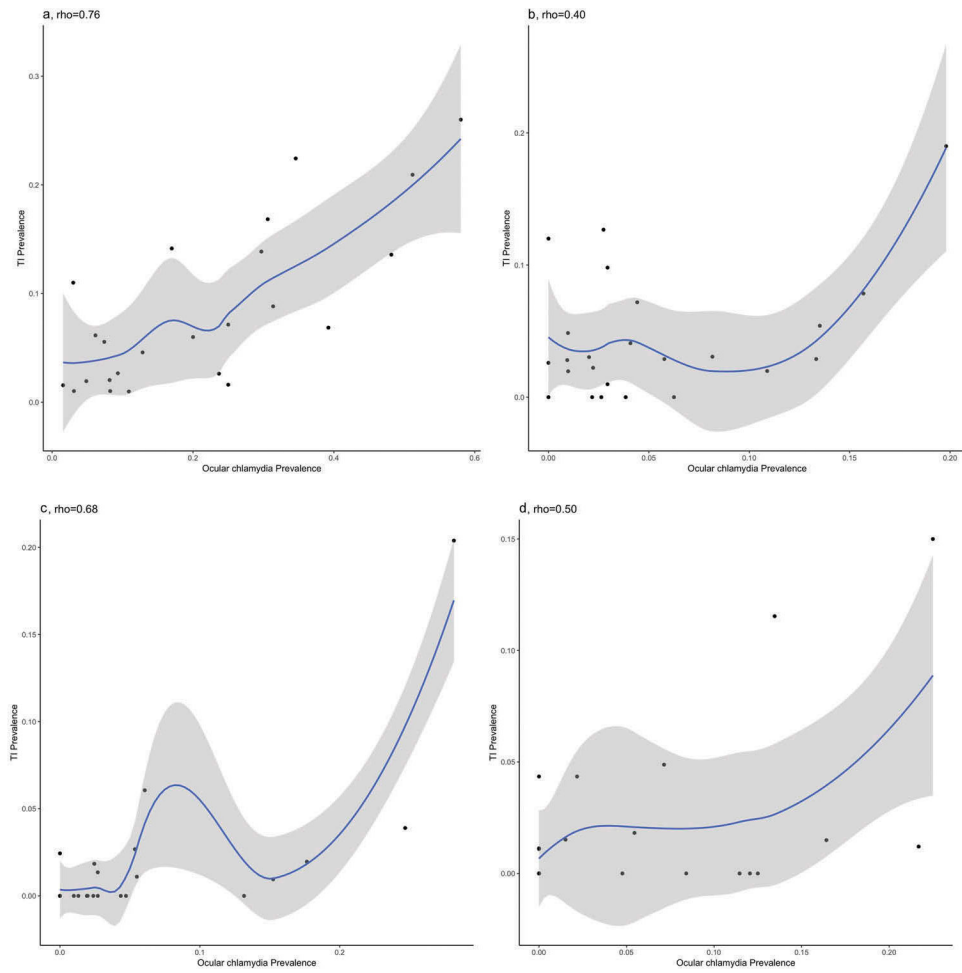 a, rho=0.76
0.3
0.2
0.1
0.0
TI Prevalence
0.0 0.2 0.4 0.6
Ocular chlamydia Prevalence
b, rho=0.40
0.2
0.1
0.0
TI Prevalence
0.00 0.05 0.10 0.15 0.20
Ocular chlamydia Prevalence
c, rho=0.68
0.20
0.15
0.10
0.05
0.00
TI Prevalence
0.0 0.1 0.2
Ocular chlamydia Prevalence
d, rho=0.50
0.15
0.10
0.05
0.00
TI Prevalence
0.00 0.05 0.10 0.15 0.20
Ocular chlamydia Prevalence